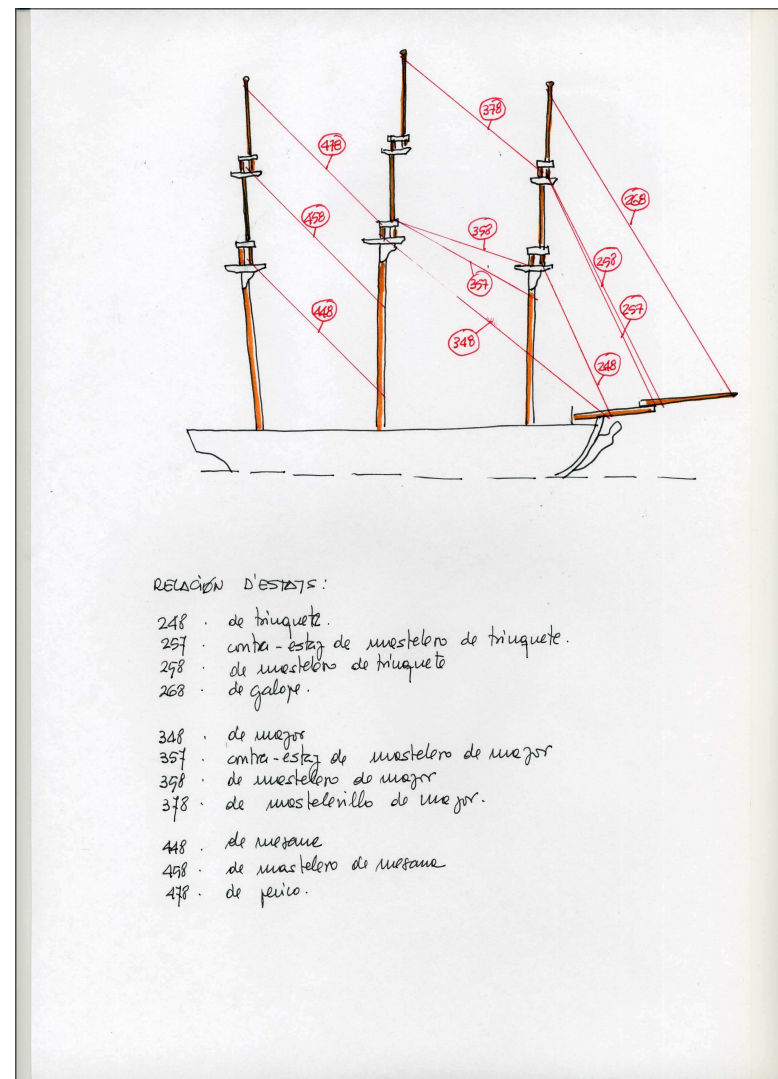 378
478
268
458
358
258
357
257
448
348
248
RELACIÓN D'ESTAYS:
248 . de trinquete.
257 . contra-estay de mastelero de trinquete.
258 . de mastelero de trinquete
268 . de galope.
348 . de mayor
357 . contra-estay de mastelero de mayor
358 . de mastelero de mayor
378 . de mastelerillo de mayor.
448 . de mesana
458 . de mastelero de mesana
478 . de perico.